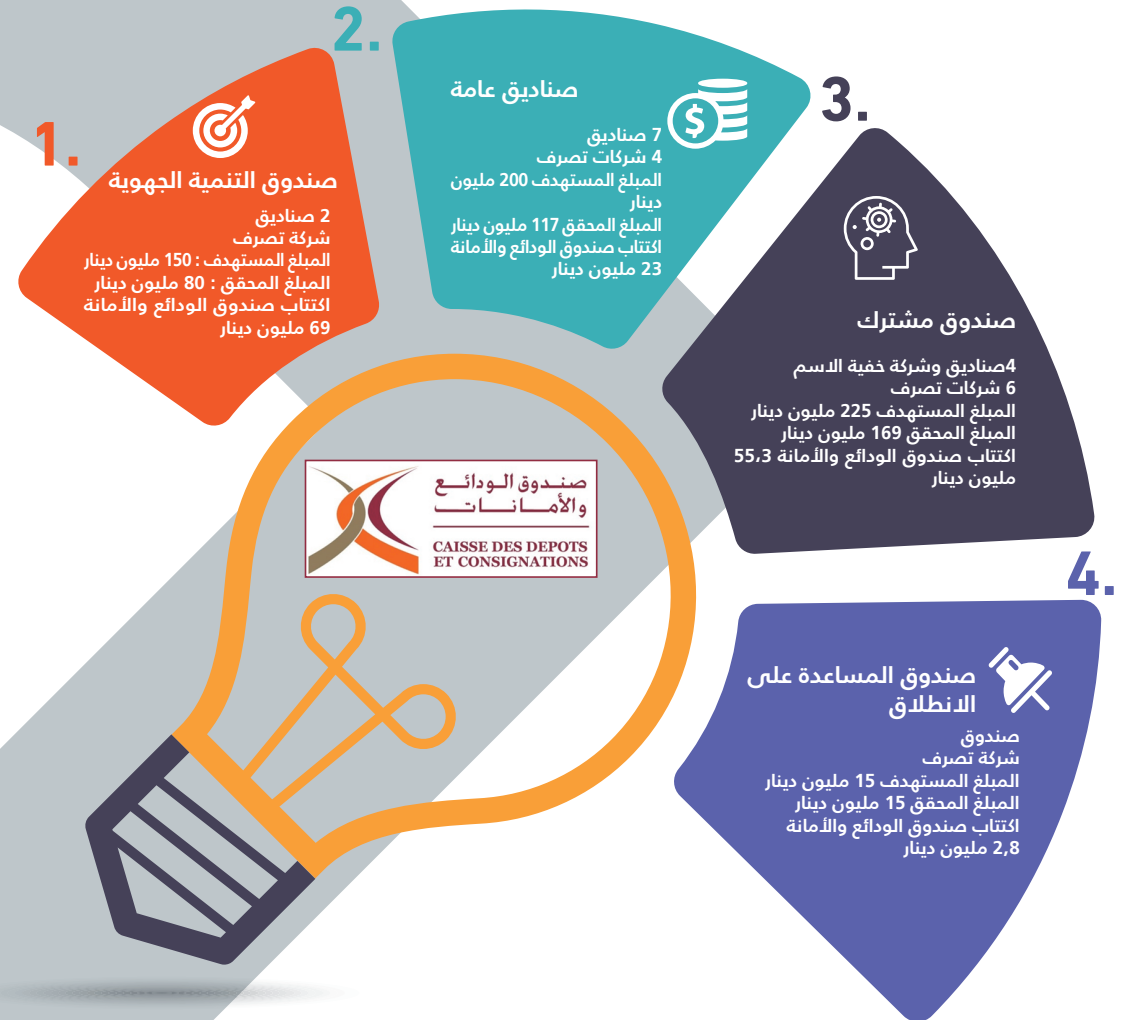 1.
صندوق التنمية الجهوية
2 صناديق
شركة تصرف
المبلغ المستهدف : 150 مليون دينار
المبلغ المحقق : 80 مليون دينار
اكتتاب صندوق الودائع والأمانة
69 مليون دينار
2.
صناديق عامة
7 صناديق
4 شركات تصرف
المبلغ المستهدف 200 مليون
دينار
المبلغ المحقق 117 مليون دينار
اكتتاب صندوق الودائع والأمانة
23 مليون دينار
3.
صندوق مشترك
4صناديق وشركة خفية الاسم
6 شركات تصرف
المبلغ المستهدف 225 مليون دينار
المبلغ المحقق 169 مليون دينار
اكتتاب صندوق الودائع والأمانة 55،3
مليون دينار
4.
صندوق المساعدة على
الانطلاق
صندوق
شركة تصرف
المبلغ المستهدف 15 مليون دينار
المبلغ المحقق 15 مليون دينار
اكتتاب صندوق الودائع والأمانة
2,8 مليون دينار
صندوق الودائع
والأمانات
CAISSE DES DEPOTS
ET CONSIGNATIONS